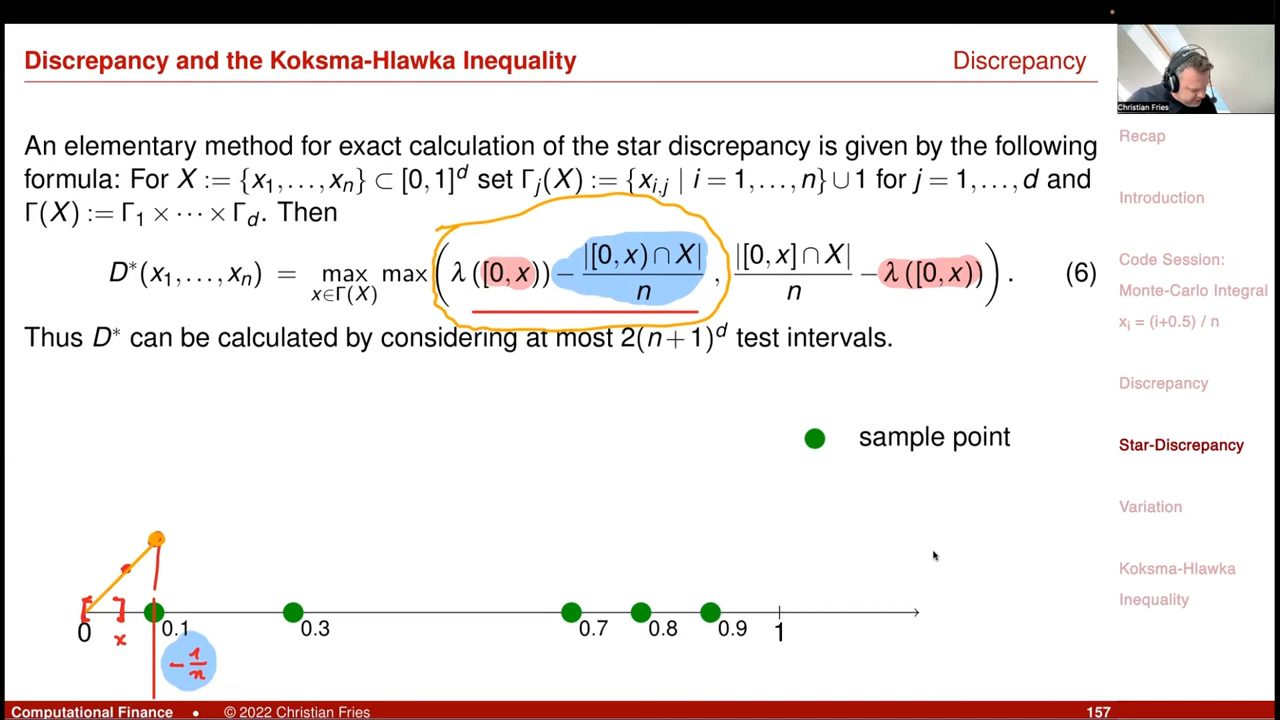 Discrepancy and the Koksma-Hlawka Inequality Discrepancy
An elementary method for exact calculation of the star discrepancy is given by the following
formula: For X := {x₁,…,xₙ} ⊂ [0,1]ᵈ set Γⱼ(X) := {xᵢ,ⱼ | i = 1,…,n} ∪ 1 for j = 1,…,d and
Γ(X) := Γ₁ × ⋯ × Γ_d. Then
D*(x₁,…,xₙ) = max_{x∈Γ(X)} max ( λ([0,x)) − |[0,x) ∩ X| / n , |[0,x] ∩ X| / n − λ([0,x)) ). (6)
Thus D* can be calculated by considering at most 2(n+1)ᵈ test intervals.
sample point
[ ]
0 x 0.1 0.3 0.7 0.8 0.9 1
− 1/n
Christian Fries
Recap
Introduction
Code Session:
Monte-Carlo Integral
xᵢ = (i+0.5) / n
Discrepancy
Star-Discrepancy
Variation
Koksma-Hlawka
Inequality
Computational Finance • © 2022 Christian Fries 157